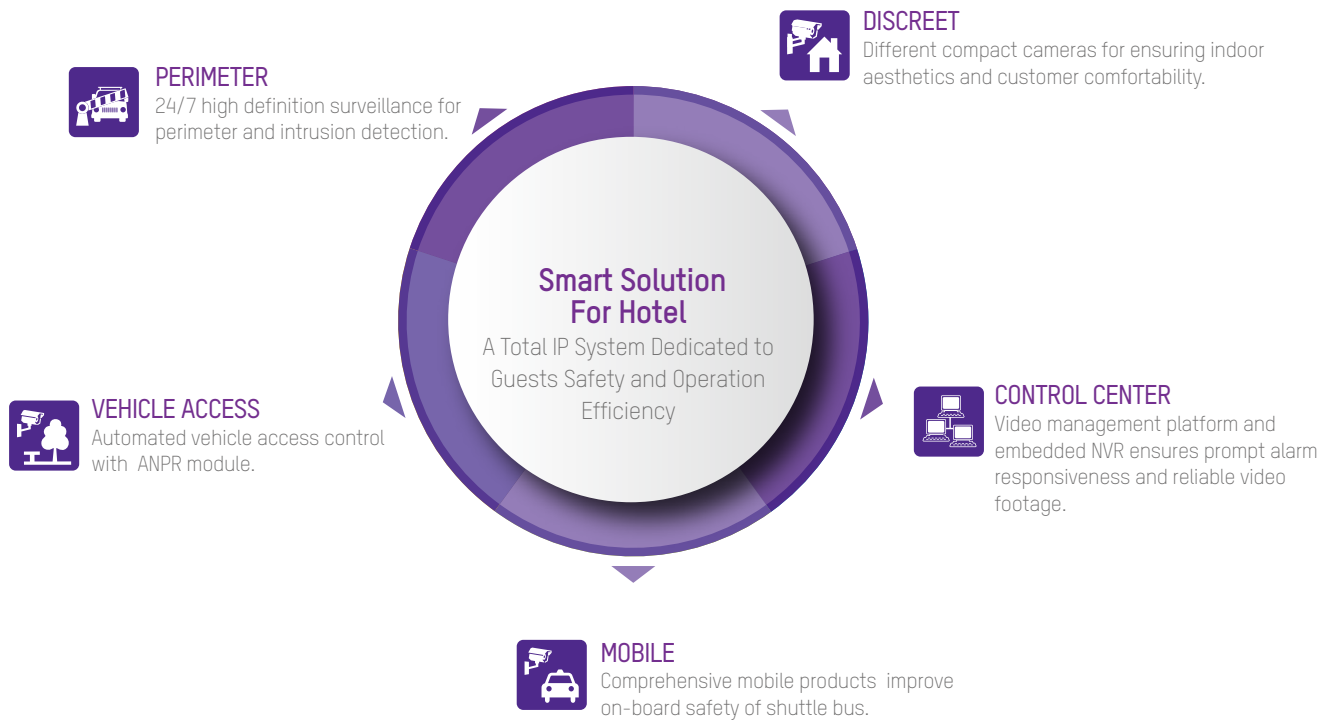 DISCREET
Different compact cameras for ensuring indoor
aesthetics and customer comfortability.
PERIMETER
24/7 high definition surveillance for
perimeter and intrusion detection.
Smart Solution
For Hotel
A Total IP System Dedicated to
Guests Safety and Operation
Efficiency
VEHICLE ACCESS
Automated vehicle access control
with ANPR module.
CONTROL CENTER
Video management platform and
embedded NVR ensures prompt alarm
responsiveness and reliable video
footage.
MOBILE
Comprehensive mobile products improve
on-board safety of shuttle bus.